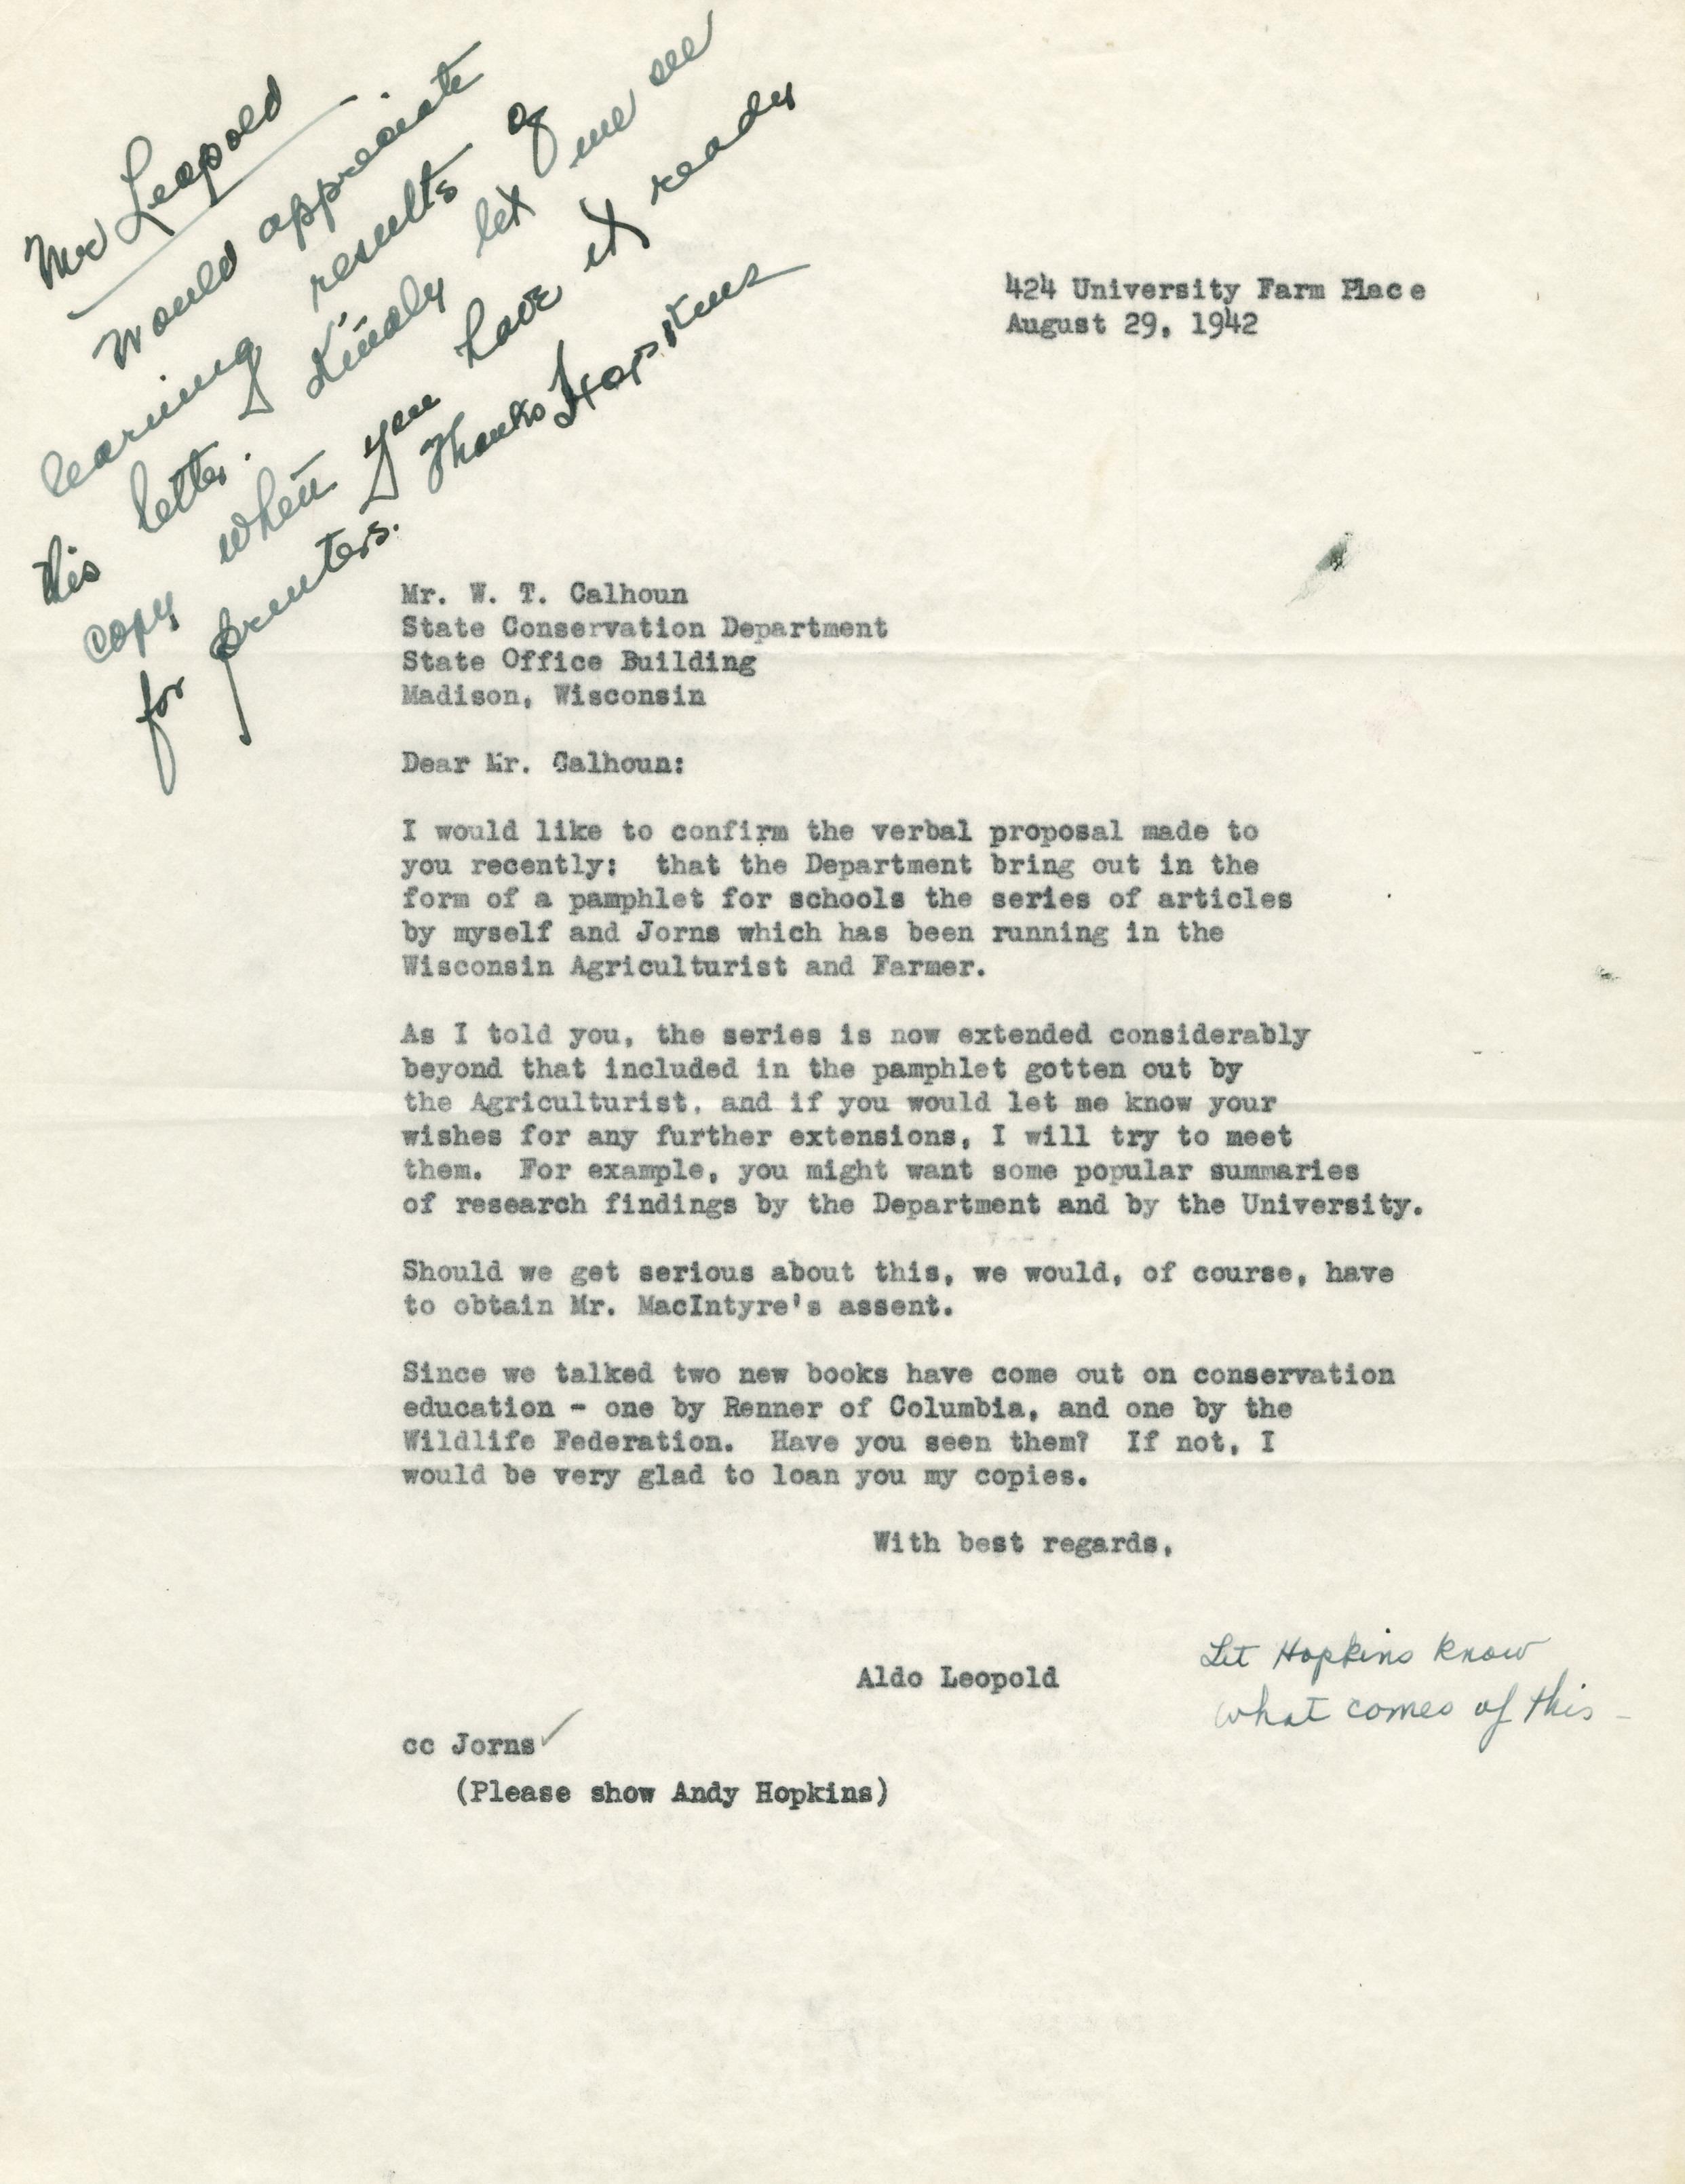 Mr Leopold
Would appreciate
learning results of
this letter. Kindly let me see
copy when you have it ready
for printers. Thanks Hopkins
424 University Farm Place
August 29, 1942
Mr. W. T. Calhoun
State Conservation Department
State Office Building
Madison, Wisconsin
Dear Mr. Calhoun:
I would like to confirm the verbal proposal made to
you recently:  that the Department bring out in the
form of a pamphlet for schools the series of articles
by myself and Jorns which has been running in the
Wisconsin Agriculturist and Farmer.
As I told you, the series is now extended considerably
beyond that included in the pamphlet gotten out by
the Agriculturist, and if you would let me know your
wishes for any further extensions, I will try to meet
them.  For example, you might want some popular summaries
of research findings by the Department and by the University.
Should we get serious about this, we would, of course, have
to obtain Mr. MacIntyre's assent.
Since we talked two new books have come out on conservation
education - one by Renner of Columbia, and one by the
Wildlife Federation.  Have you seen them?  If not, I
would be very glad to loan you my copies.
With best regards,
Aldo Leopold
Let Hopkins know
what comes of this -
cc Jorns ✓
(Please show Andy Hopkins)